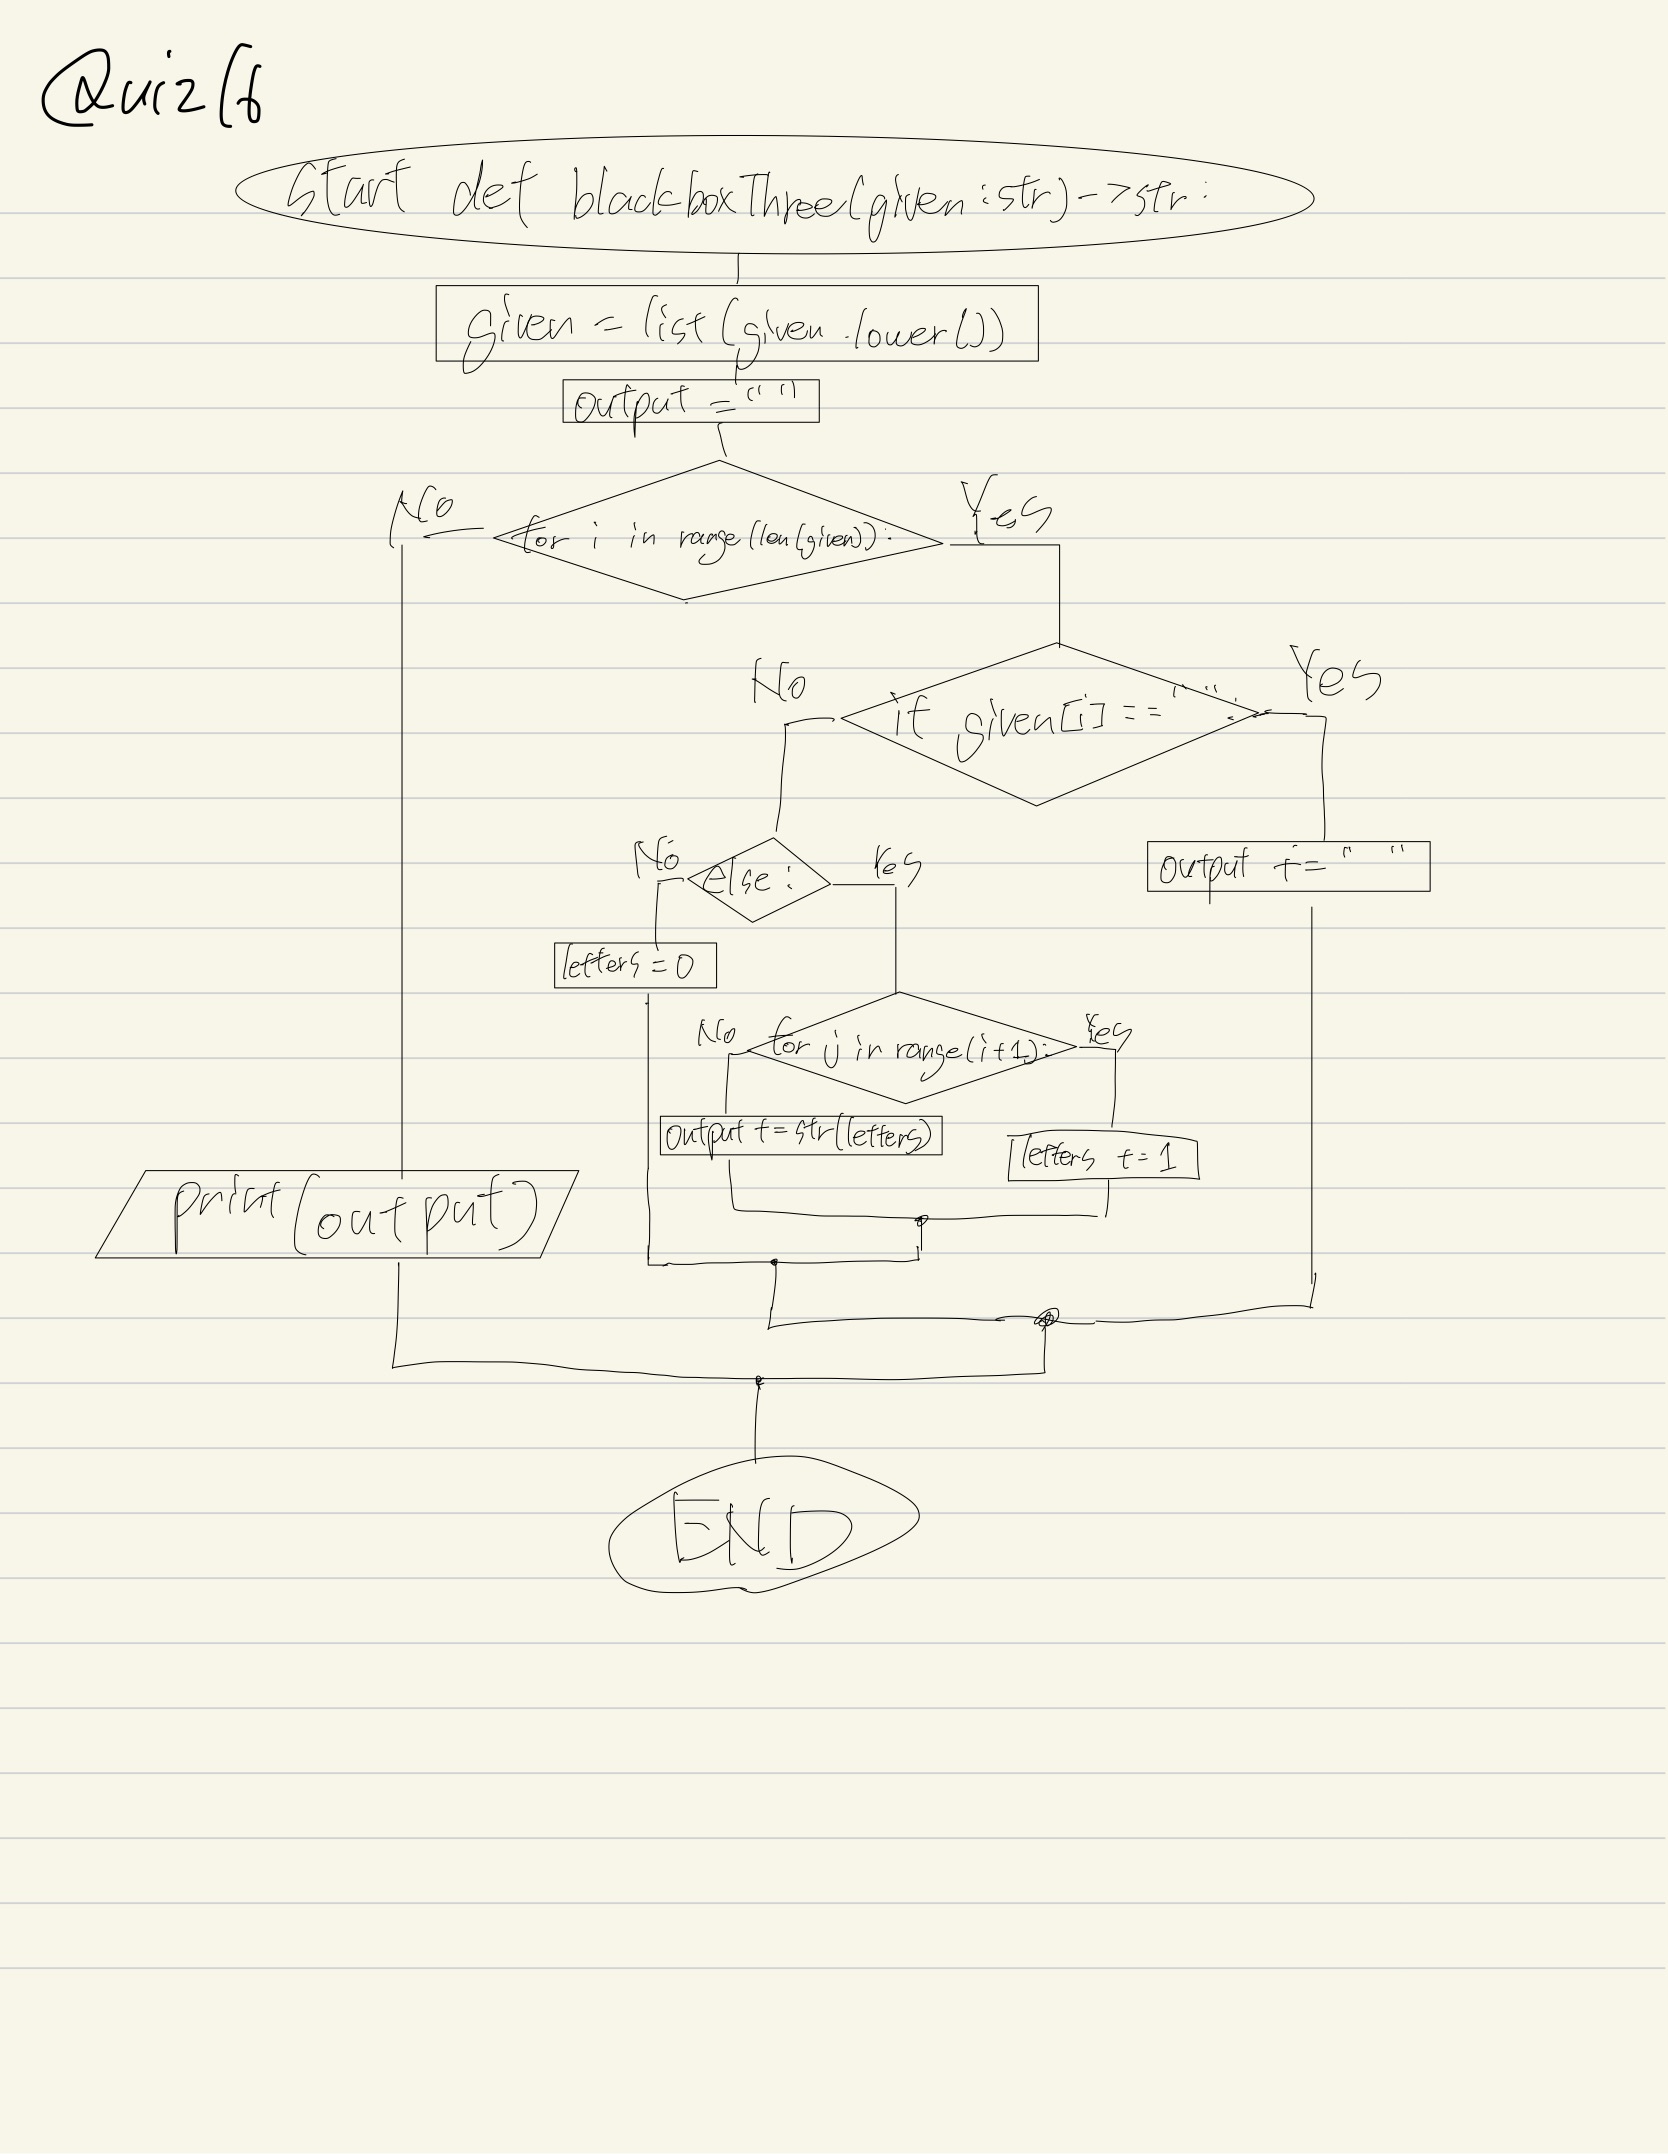 Quiz 16
Start def blackboxThree(given:str)->str:
given = list(given.lower())
output = ""
No
Yes
for i in range(len(given)):
No
Yes
if given[i] == " ":
No
else:
Yes
output += " "
letters = 0
No
for j in range(i+1):
Yes
output += str(letters)
letters += 1
print(output)
END